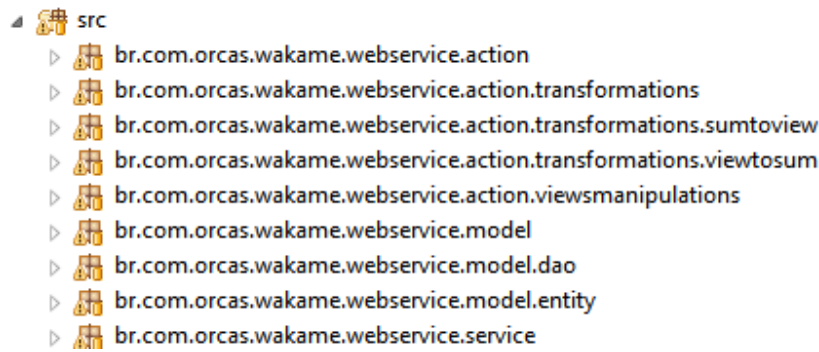 src
br.com.orcas.wakame.webservice.action
br.com.orcas.wakame.webservice.action.transformations
br.com.orcas.wakame.webservice.action.transformations.sumtoview
br.com.orcas.wakame.webservice.action.transformations.viewtosum
br.com.orcas.wakame.webservice.action.viewsmanipulations
br.com.orcas.wakame.webservice.model
br.com.orcas.wakame.webservice.model.dao
br.com.orcas.wakame.webservice.model.entity
br.com.orcas.wakame.webservice.service